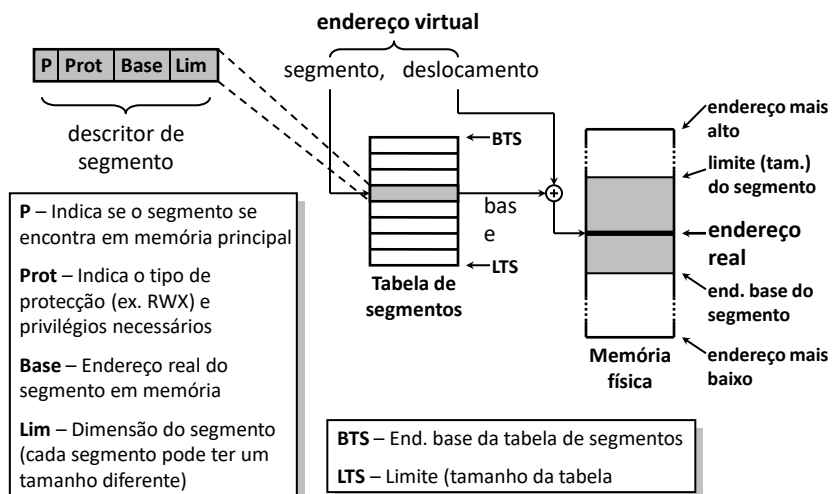 endereço virtual
segmento, deslocamento
P Prot Base Lim
descritor de
segmento
BTS
bas
e
LTS
Tabela de
segmentos
endereço mais
alto
limite (tam.)
do segmento
endereço
real
end. base do
segmento
endereço mais
baixo
Memória
física
P – Indica se o segmento se
encontra em memória principal
Prot – Indica o tipo de
protecção (ex. RWX) e
privilégios necessários
Base – Endereço real do
segmento em memória
Lim – Dimensão do segmento
(cada segmento pode ter um
tamanho diferente)
BTS – End. base da tabela de segmentos
LTS – Limite (tamanho da tabela